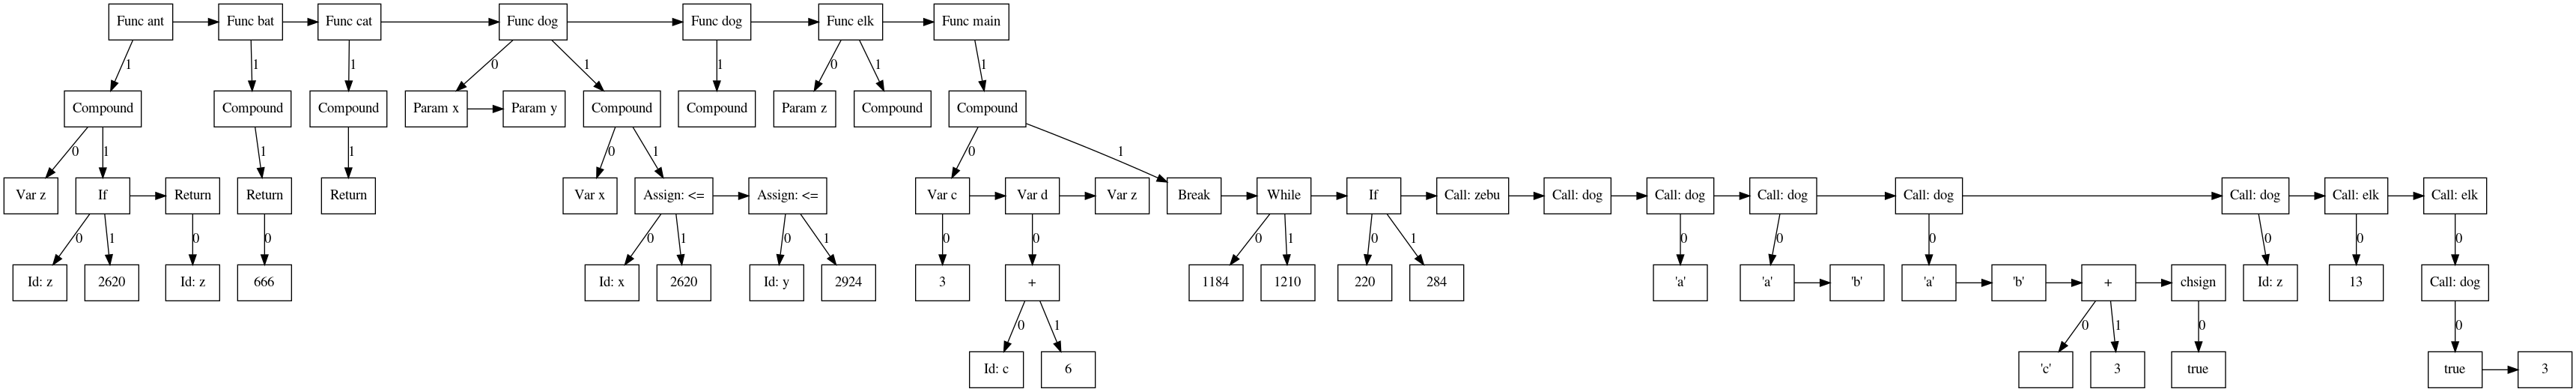 Func ant Func bat Func cat Func dog Func dog Func elk Func main
1 1 1 0 1 1 0 1 1
Compound Compound Compound Param x Param y Compound Compound Param z Compound Compound
0 1 1 1 0 1 0 1
Var z If Return Return Return Var x Assign: <= Assign: <= Var c Var d Var z Break While If Call: zebu Call: dog Call: dog Call: dog Call: dog Call: dog Call: elk Call: elk
0 1 0 0 0 1 0 1 0 0 0 1 0 1 0 0 0 0 0 0
Id: z 2620 Id: z 666 Id: x 2620 Id: y 2924 3 + 1184 1210 220 284 'a' 'a' 'b' 'a' 'b' + chsign Id: z 13 Call: dog
0 1 0 1 0 0
Id: c 6 'c' 3 true true 3